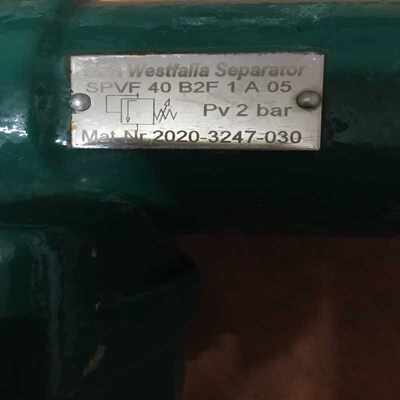 Westfalia Separator
SPVF 40 B2F 1 A 05
Pv 2 bar
Mat.Nr.2020-3247-030